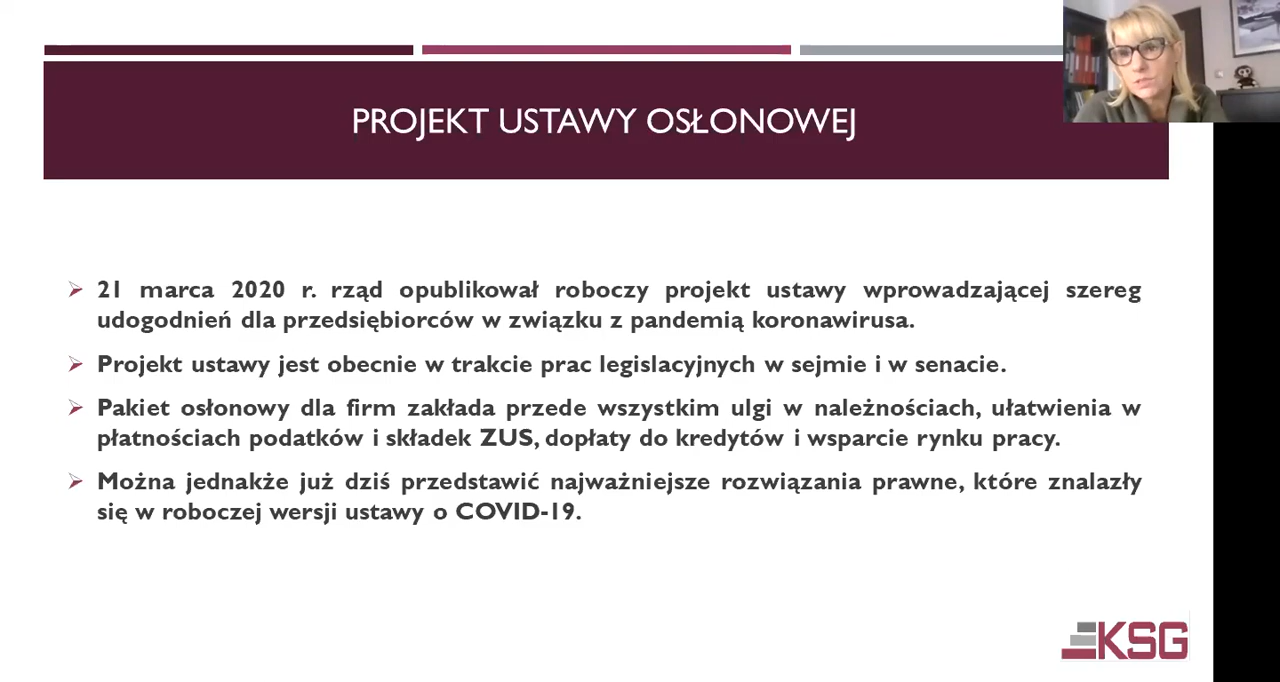 PROJEKT USTAWY OSŁONOWEJ
21 marca 2020 r. rząd opublikował roboczy projekt ustawy wprowadzającej szereg
udogodnień dla przedsiębiorców w związku z pandemią koronawirusa.
Projekt ustawy jest obecnie w trakcie prac legislacyjnych w sejmie i w senacie.
Pakiet osłonowy dla firm zakłada przede wszystkim ulgi w należnościach, ułatwienia w
płatnościach podatków i składek ZUS, dopłaty do kredytów i wsparcie rynku pracy.
Można jednakże już dziś przedstawić najważniejsze rozwiązania prawne, które znalazły
się w roboczej wersji ustawy o COVID-19.
KSG